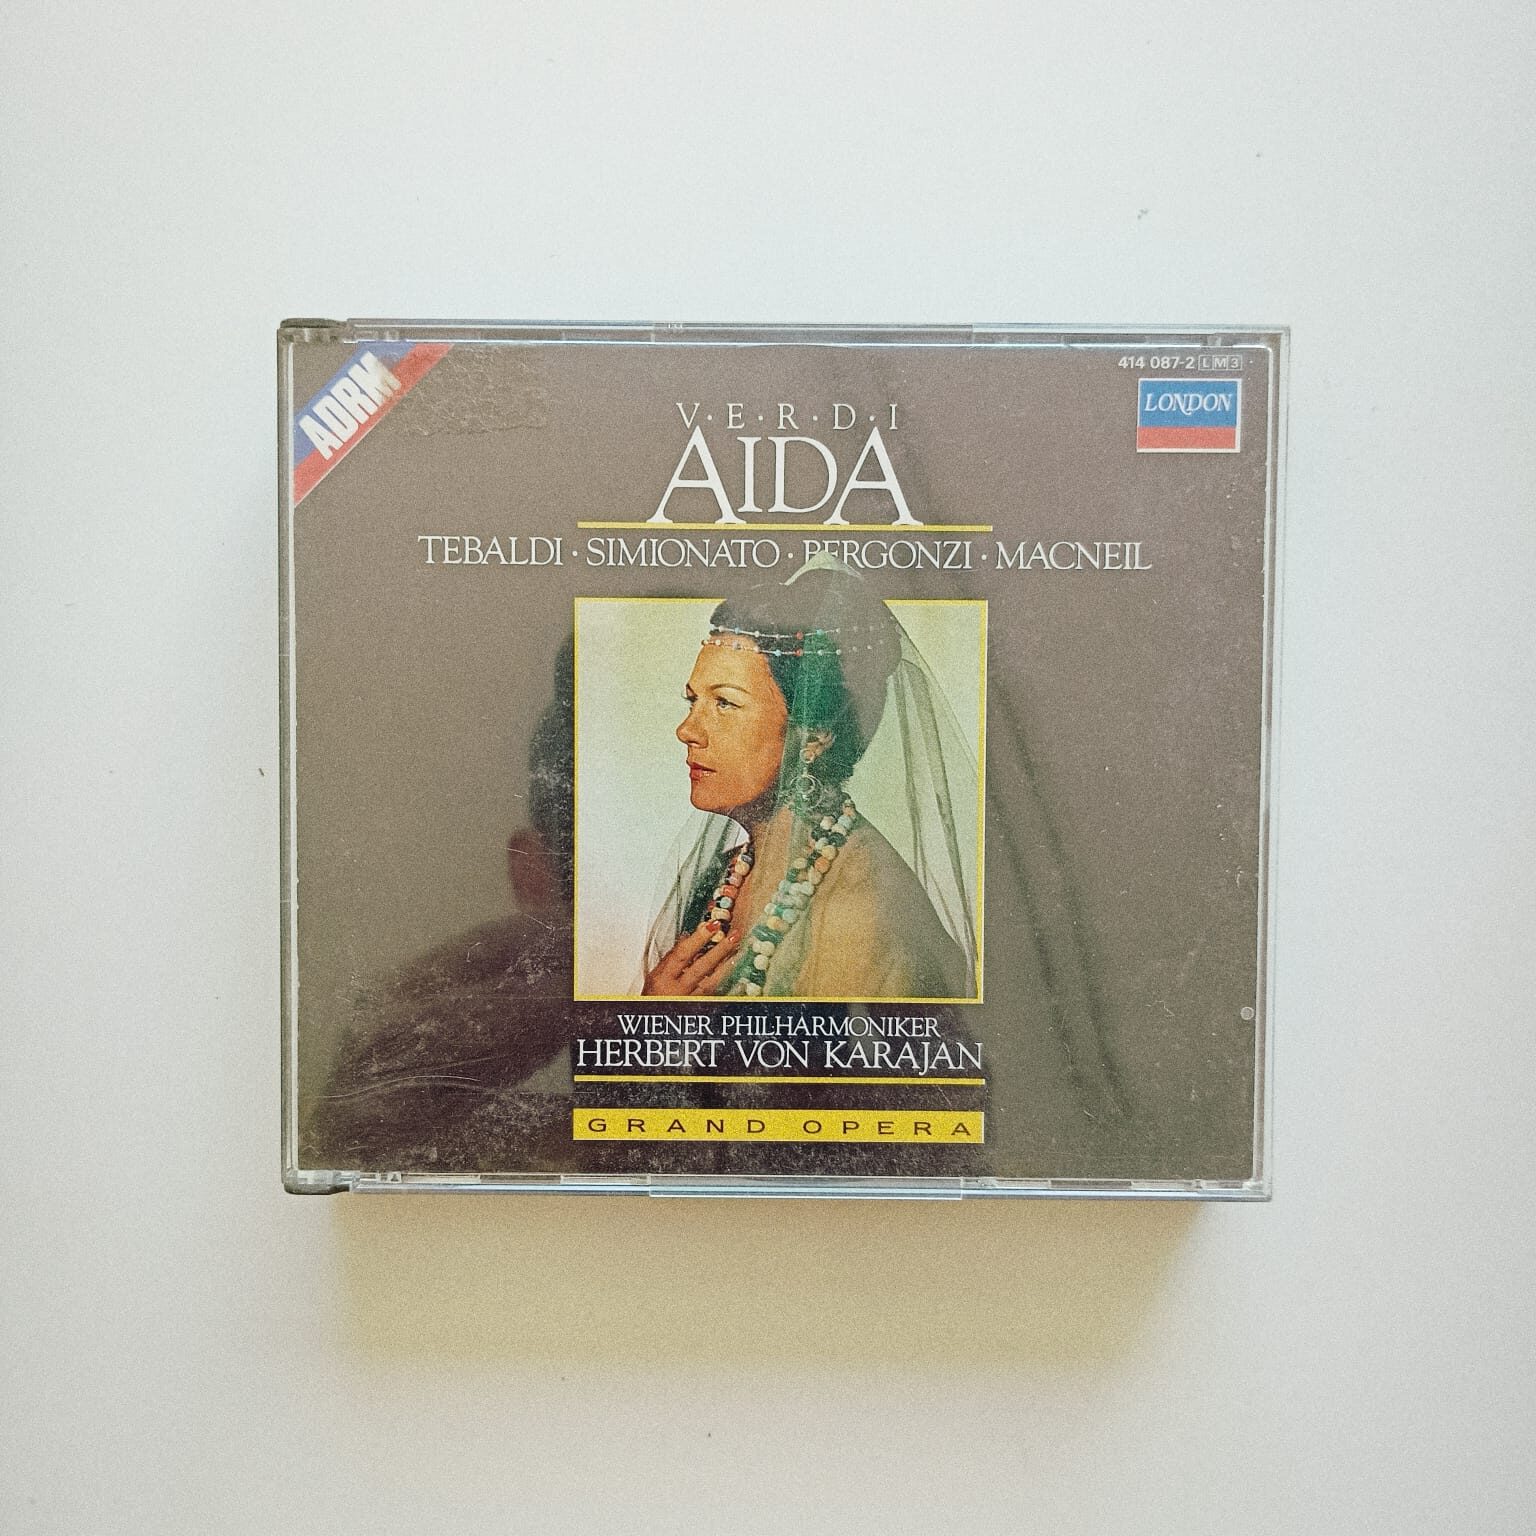 ADRM
414 087-2 LM3
LONDON
V·E·R·D·I
AIDA
TEBALDI · SIMIONATO · BERGONZI · MACNEIL
WIENER PHILHARMONIKER
HERBERT VON KARAJAN
GRAND OPERA